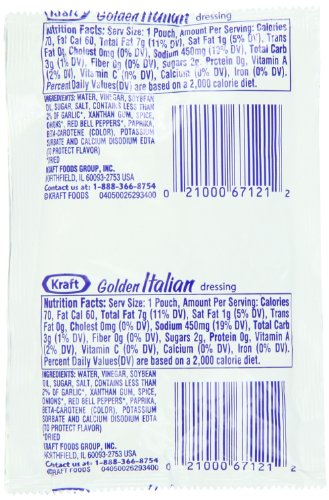 Kraft Golden Italian dressing
Nutrition Facts: Serv Size: 1 Pouch, Amount Per Serving: Calories
70, Fat Cal 60, Total Fat 7g (11% DV), Sat Fat 1g (5% DV), Trans
Fat 0g, Cholest 0mg (0% DV), Sodium 450mg (19% DV), Total Carb
3g (1% DV), Fiber 0g (0% DV), Sugars 2g, Protein 0g, Vitamin
A (2% DV), Vitamin C (0% DV), Calcium (0% DV), Iron (0% DV).
Percent Daily Values (DV) are based on a 2,000 calorie diet.
INGREDIENTS: WATER, VINEGAR, SOYBEAN
OIL, SUGAR, SALT, CONTAINS LESS THAN
2% OF GARLIC*, XANTHAN GUM, SPICE,
ONIONS*, RED BELL PEPPERS*, PAPRIKA,
BETA-CAROTENE (COLOR), POTASSIUM
SORBATE AND CALCIUM DISODIUM EDTA
(TO PROTECT FLAVOR)
*DRIED
KRAFT FOODS GROUP, INC.
NORTHFIELD, IL 60093-2753 USA
Contact us at: 1-888-366-8754
©KRAFT FOODS 04050026293400
0 21000 67121 2
Kraft Golden Italian dressing
Nutrition Facts: Serv Size: 1 Pouch, Amount Per Serving: Calories
70, Fat Cal 60, Total Fat 7g (11% DV), Sat Fat 1g (5% DV), Trans
Fat 0g, Cholest 0mg (0% DV), Sodium 450mg (19% DV), Total Carb
3g (1% DV), Fiber 0g (0% DV), Sugars 2g, Protein 0g, Vitamin
A (2% DV), Vitamin C (0% DV), Calcium (0% DV), Iron (0% DV).
Percent Daily Values(DV) are based on a 2,000 calorie diet.
INGREDIENTS: WATER, VINEGAR, SOYBEAN
OIL, SUGAR, SALT, CONTAINS LESS THAN
2% OF GARLIC*, XANTHAN GUM, SPICE,
ONIONS*, RED BELL PEPPERS*, PAPRIKA,
BETA-CAROTENE (COLOR), POTASSIUM
SORBATE AND CALCIUM DISODIUM EDTA
(TO PROTECT FLAVOR)
*DRIED
KRAFT FOODS GROUP, INC.
NORTHFIELD, IL 60093-2753 USA
Contact us at: 1-888-366-8754
©KRAFT FOODS 04050026293400
0 21000 67121 2